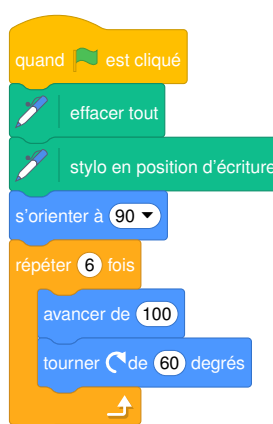 quand est cliqué
effacer tout
stylo en position d'écriture
s'orienter à 90
répéter 6 fois
avancer de 100
tourner de 60 degrés